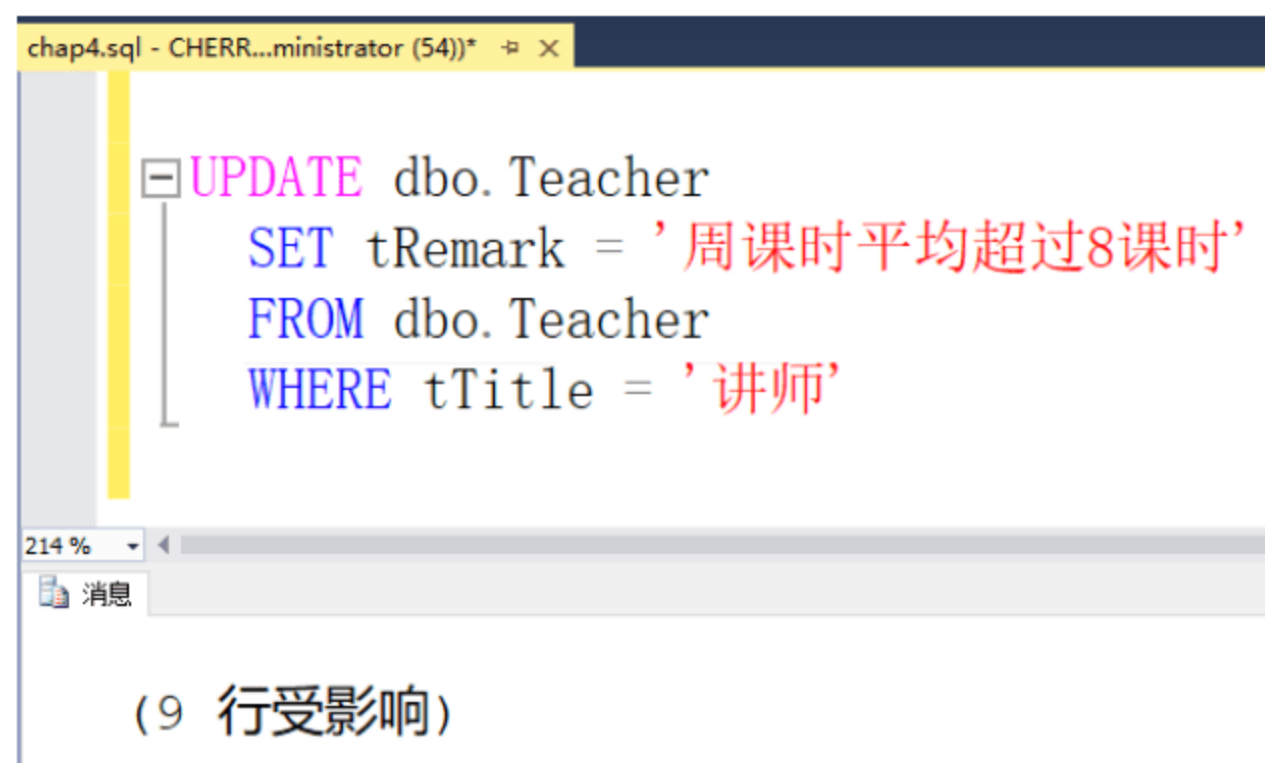 chap4.sql - CHERR...ministrator (54))*
UPDATE dbo.Teacher
SET tRemark = '周课时平均超过8课时'
FROM dbo.Teacher
WHERE tTitle = '讲师'
214 %
消息
(9 行受影响)